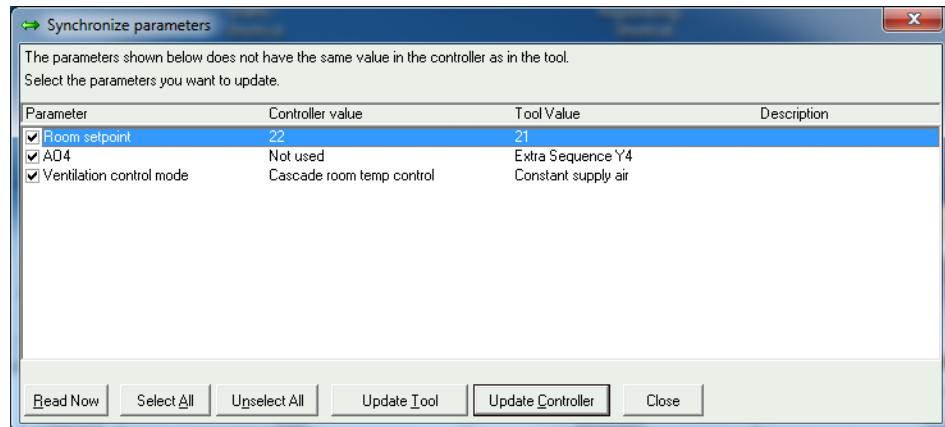 Synchronize parameters
The parameters shown below does not have the same value in the controller as in the tool.
Select the parameters you want to update.
Parameter Controller value Tool Value Description
Room setpoint 22 21
AO4 Not used Extra Sequence Y4
Ventilation control mode Cascade room temp control Constant supply air
Read Now Select All Unselect All Update Tool Update Controller Close